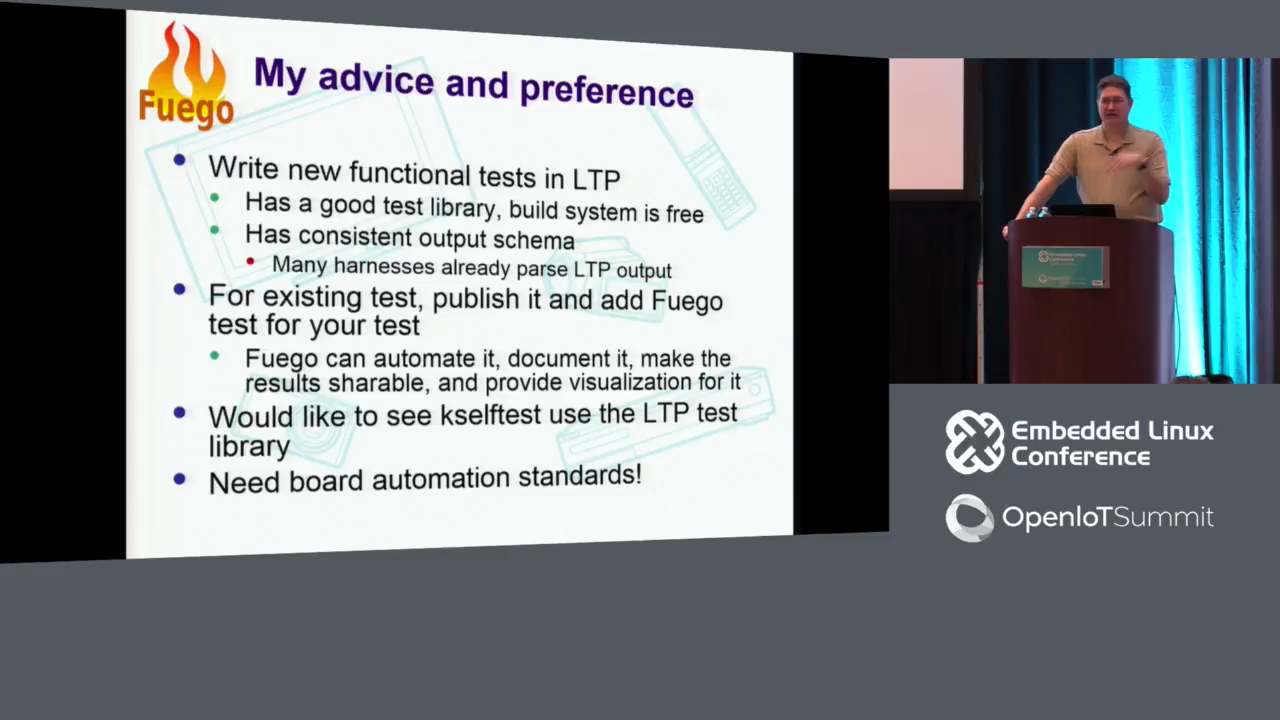 Fuego
My advice and preference
Write new functional tests in LTP
Has a good test library, build system is free
Has consistent output schema
Many harnesses already parse LTP output
For existing test, publish it and add Fuego
test for your test
Fuego can automate it, document it, make the
results sharable, and provide visualization for it
Would like to see kselftest use the LTP test
library
Need board automation standards!
Embedded Linux
Conference
Embedded Linux
Conference
OpenIoTSummit